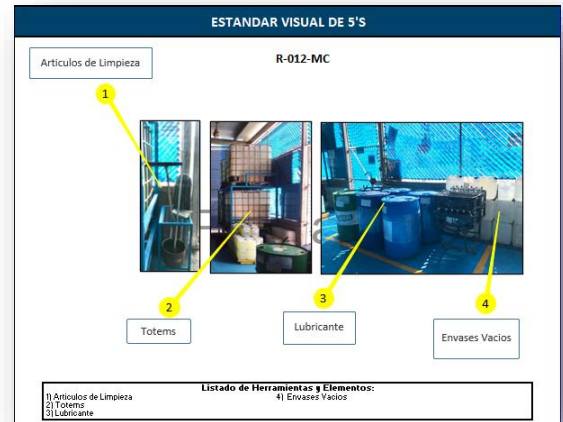 ESTANDAR VISUAL DE 5'S
R-012-MC
Articulos de Limpieza
1
2
3
4
Totems
Lubricante
Envases Vacios
Listado de Herramientas y Elementos:
1) Articulos de Limpieza
4) Envases Vacios
2) Totems
3) Lubricante